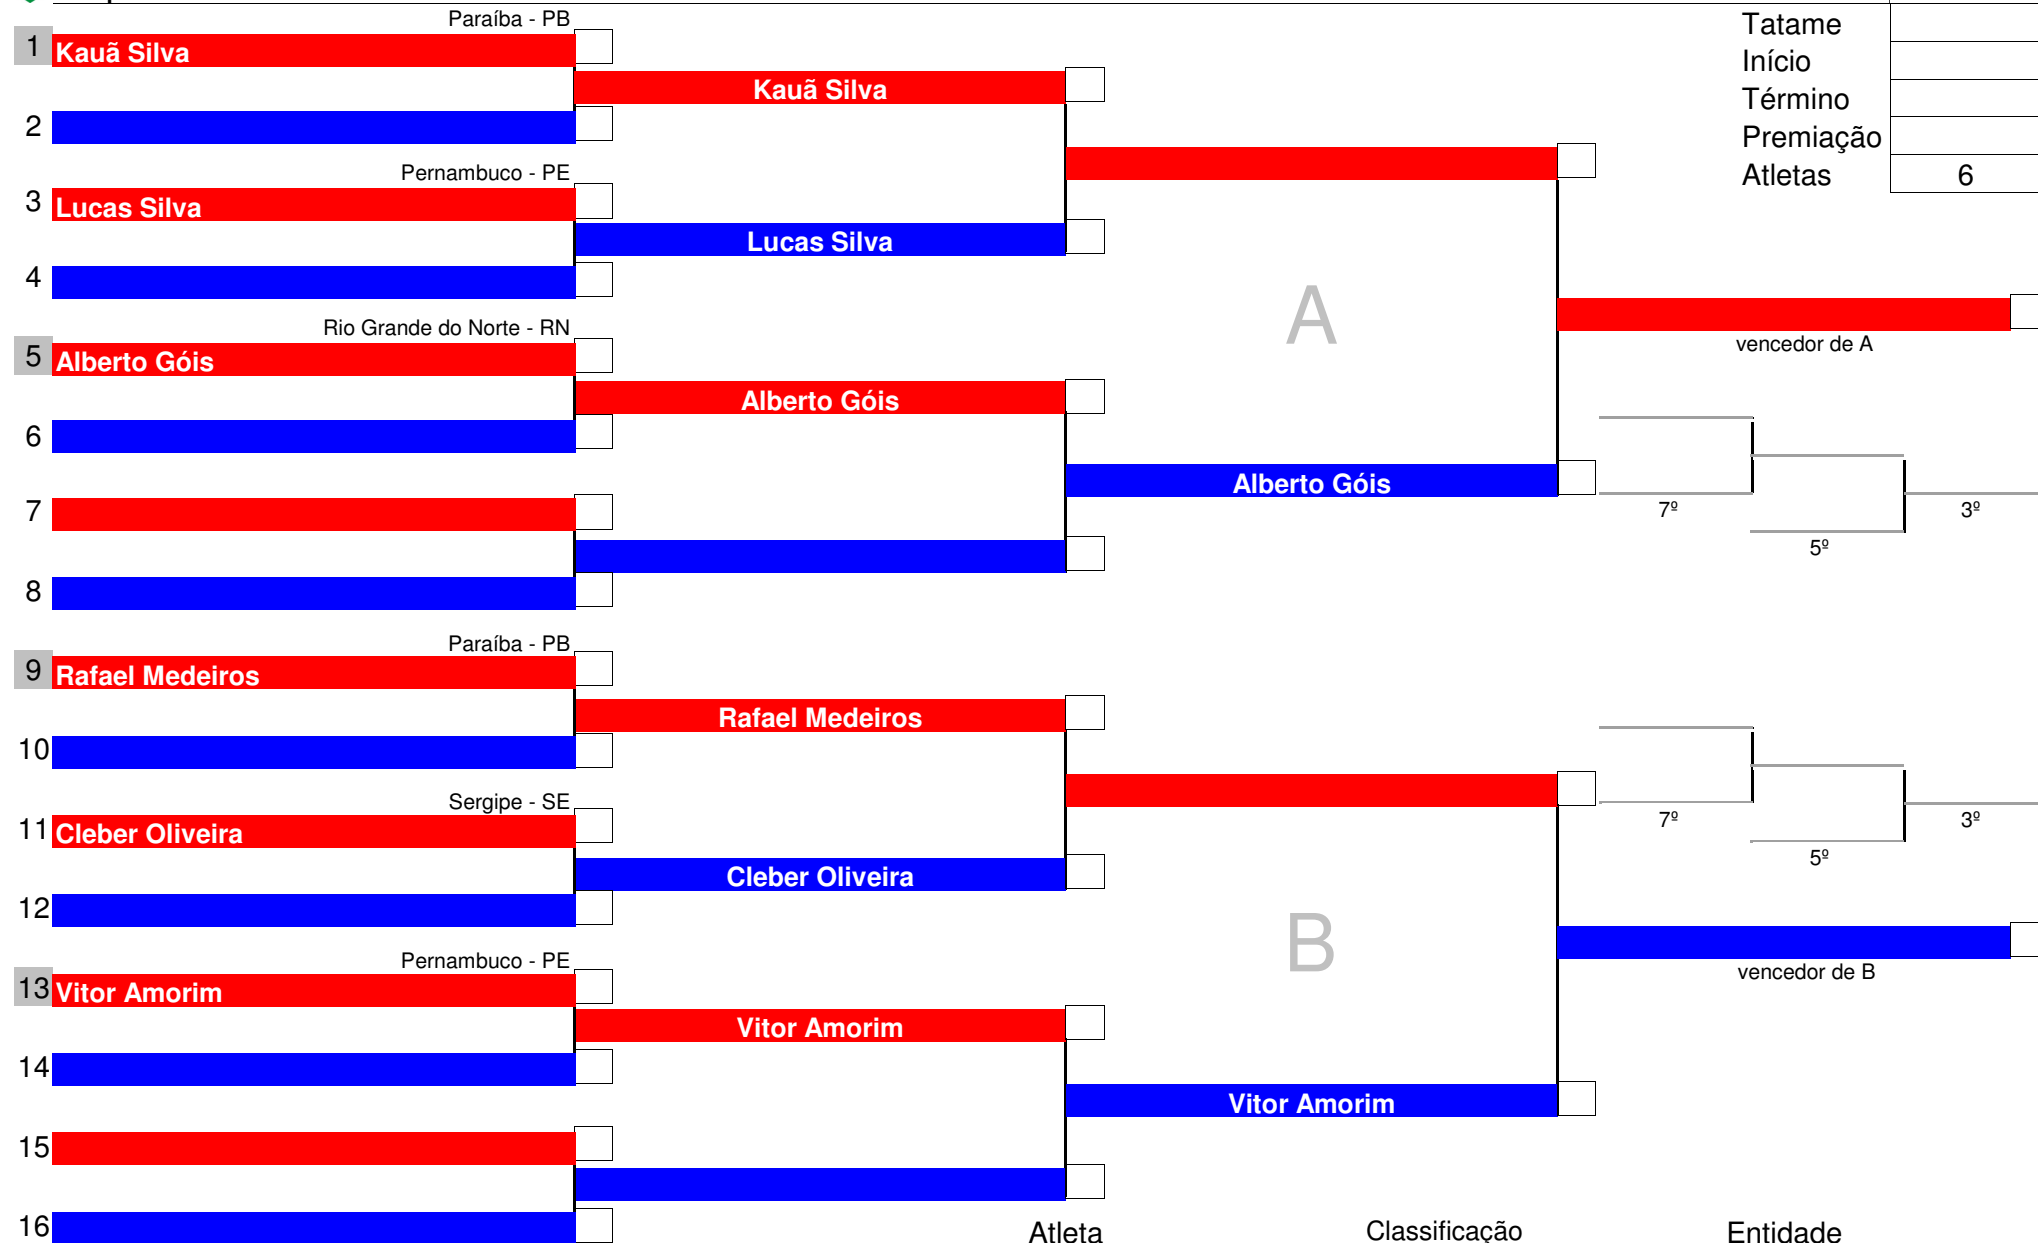 Paraíba - PB
1 Kauã Silva
Kauã Silva
2
Pernambuco - PE
3 Lucas Silva
Lucas Silva
4
Rio Grande do Norte - RN
5 Alberto Góis
Alberto Góis
6
7
Alberto Góis
8
Paraíba - PB
9 Rafael Medeiros
Rafael Medeiros
10
Sergipe - SE
11 Cleber Oliveira
Cleber Oliveira
12
Pernambuco - PE
13 Vitor Amorim
Vitor Amorim
14
Vitor Amorim
15
16
A
B
Tatame
Início
Término
Premiação
Atletas 6
vencedor de A
7º
3º
5º
7º
3º
5º
vencedor de B
Atleta Classificação Entidade